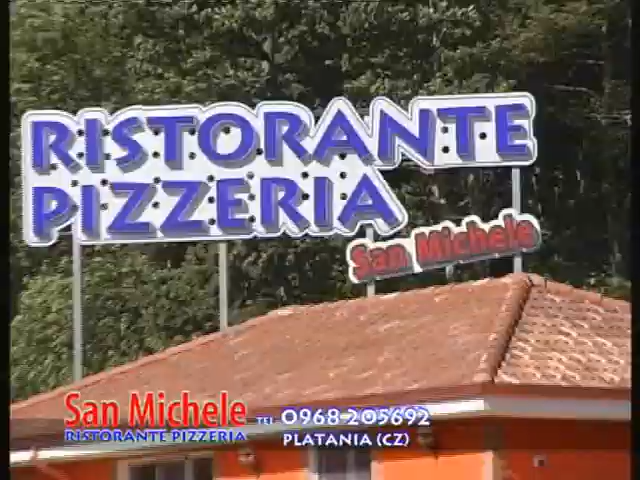 RISTORANTE
PIZZERIA
San Michele
San Michele
RISTORANTE PIZZERIA
TEL 0968 205692
PLATANIA (CZ)